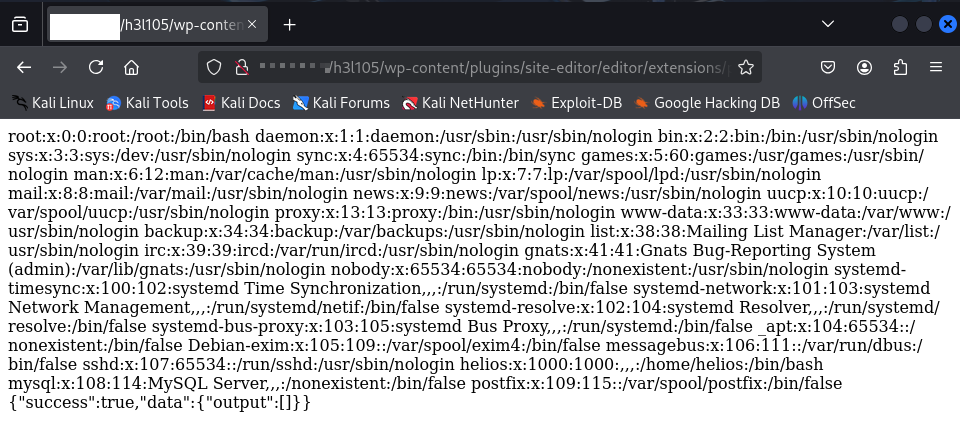 /h3l105/wp-conten
/h3l105/wp-content/plugins/site-editor/editor/extensions/
Kali Linux Kali Tools Kali Docs Kali Forums Kali NetHunter Exploit-DB Google Hacking DB OffSec
root:x:0:0:root:/root:/bin/bash daemon:x:1:1:daemon:/usr/sbin:/usr/sbin/nologin bin:x:2:2:bin:/bin:/usr/sbin/nologin
sys:x:3:3:sys:/dev:/usr/sbin/nologin sync:x:4:65534:sync:/bin:/bin/sync games:x:5:60:games:/usr/games:/usr/sbin/
nologin man:x:6:12:man:/var/cache/man:/usr/sbin/nologin lp:x:7:7:lp:/var/spool/lpd:/usr/sbin/nologin
mail:x:8:8:mail:/var/mail:/usr/sbin/nologin news:x:9:9:news:/var/spool/news:/usr/sbin/nologin uucp:x:10:10:uucp:/
var/spool/uucp:/usr/sbin/nologin proxy:x:13:13:proxy:/bin:/usr/sbin/nologin www-data:x:33:33:www-data:/var/www:/
usr/sbin/nologin backup:x:34:34:backup:/var/backups:/usr/sbin/nologin list:x:38:38:Mailing List Manager:/var/list:/
usr/sbin/nologin irc:x:39:39:ircd:/var/run/ircd:/usr/sbin/nologin gnats:x:41:41:Gnats Bug-Reporting System
(admin):/var/lib/gnats:/usr/sbin/nologin nobody:x:65534:65534:nobody:/nonexistent:/usr/sbin/nologin systemd-
timesync:x:100:102:systemd Time Synchronization,,,:/run/systemd:/bin/false systemd-network:x:101:103:systemd
Network Management,,,:/run/systemd/netif:/bin/false systemd-resolve:x:102:104:systemd Resolver,,,:/run/systemd/
resolve:/bin/false systemd-bus-proxy:x:103:105:systemd Bus Proxy,,,:/run/systemd:/bin/false _apt:x:104:65534::/
nonexistent:/bin/false Debian-exim:x:105:109::/var/spool/exim4:/bin/false messagebus:x:106:111::/var/run/dbus:/
bin/false sshd:x:107:65534::/run/sshd:/usr/sbin/nologin helios:x:1000:1000:,,,:/home/helios:/bin/bash
mysql:x:108:114:MySQL Server,,,:/nonexistent:/bin/false postfix:x:109:115::/var/spool/postfix:/bin/false
{"success":true,"data":{"output":[]}}